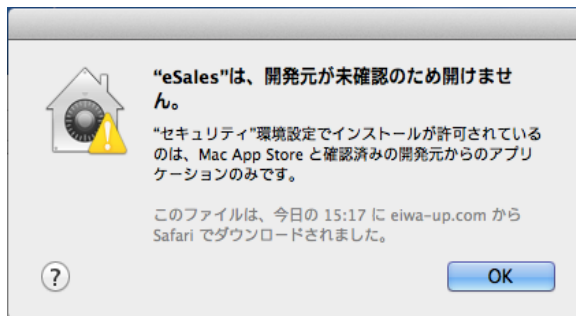 “eSales”は、開発元が未確認のため開けませ
ん。
“セキュリティ”環境設定でインストールが許可されている
のは、Mac App Store と確認済みの開発元からのアプリ
ケーションのみです。
このファイルは、今日の 15:17 に eiwa-up.com から
Safari でダウンロードされました。
?
OK